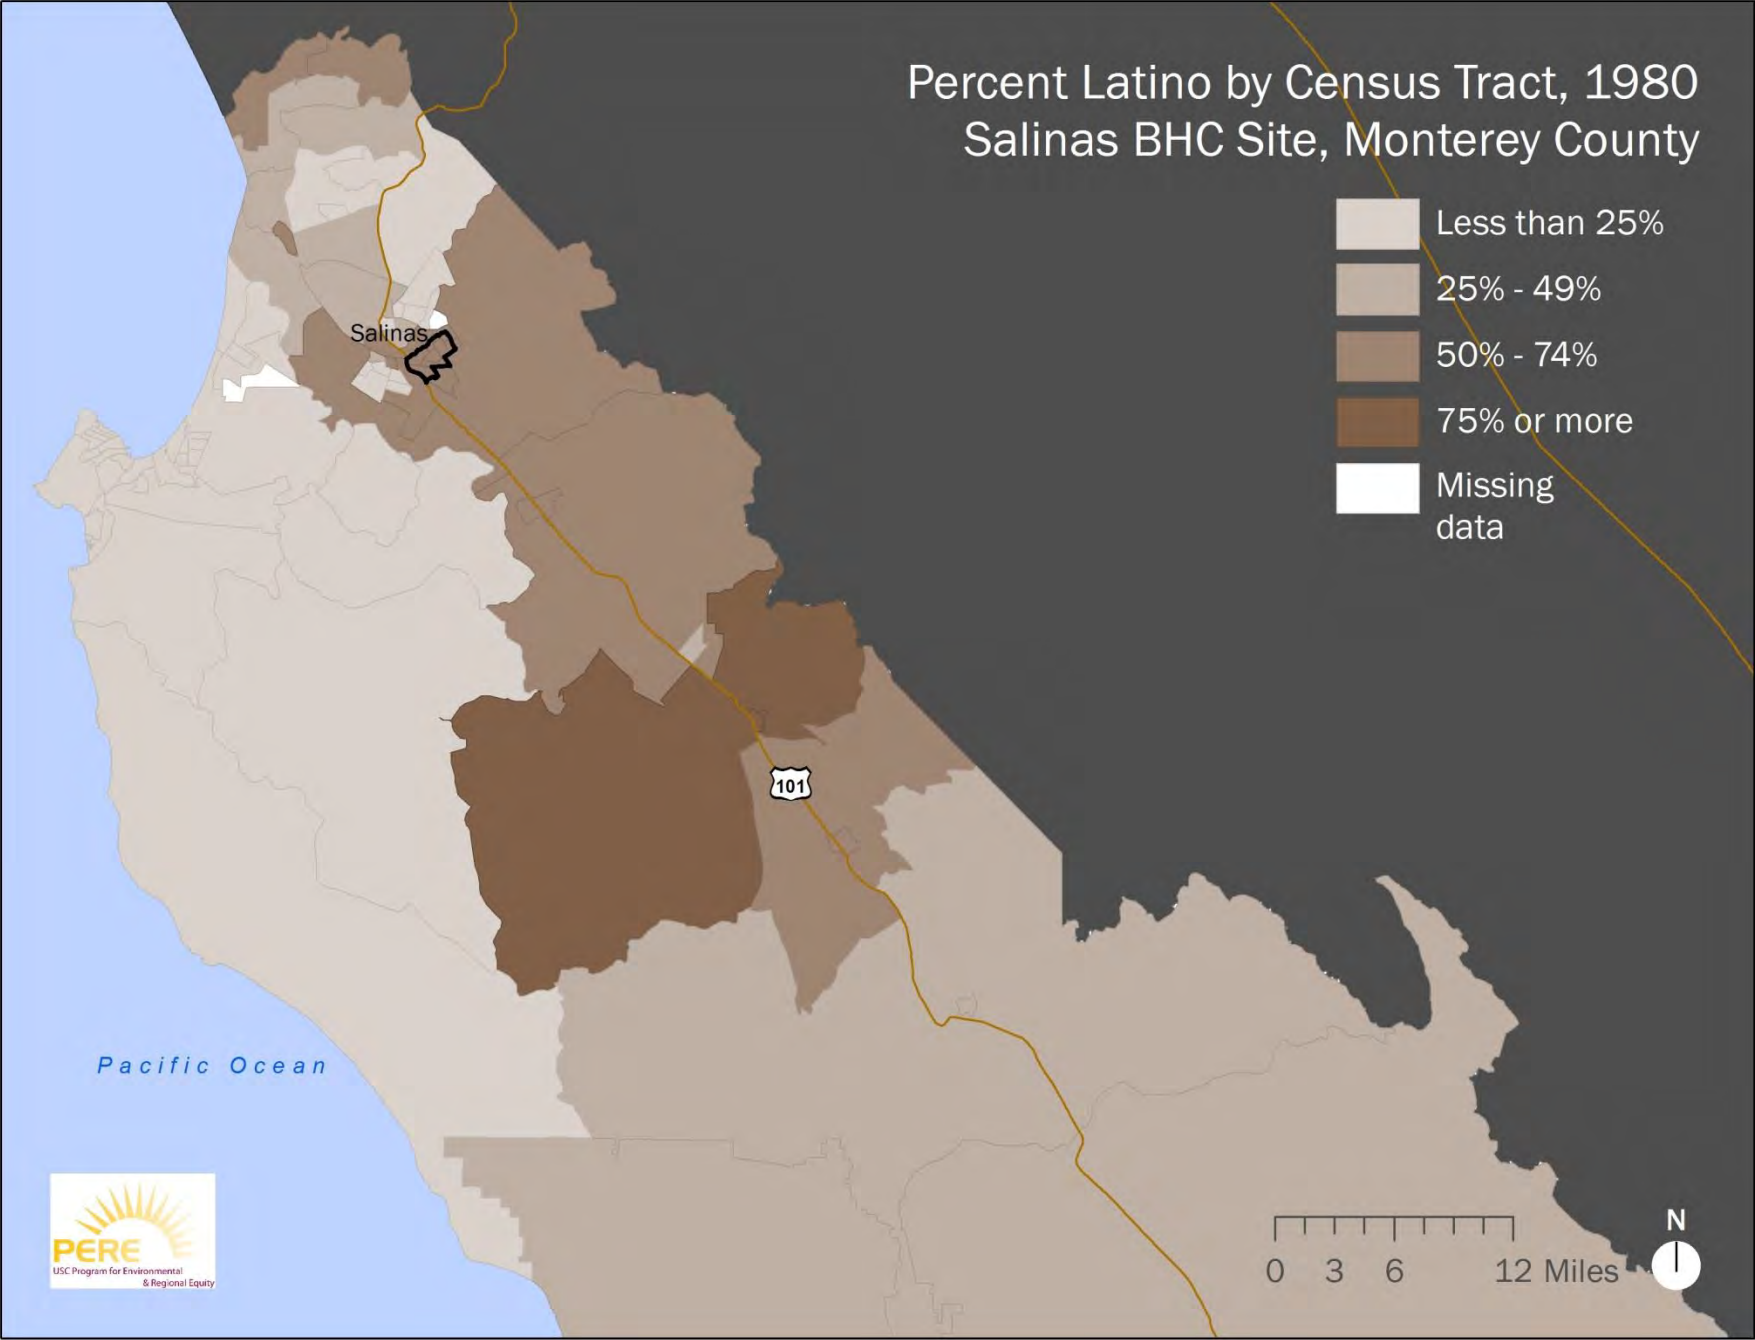 Percent Latino by Census Tract, 1980
Salinas BHC Site, Monterey County
Less than 25%
25% - 49%
50% - 74%
75% or more
Missing
data
Salinas
101
Pacific Ocean
PERE
USC Program for Environmental
& Regional Equity
N
0 3 6 12 Miles